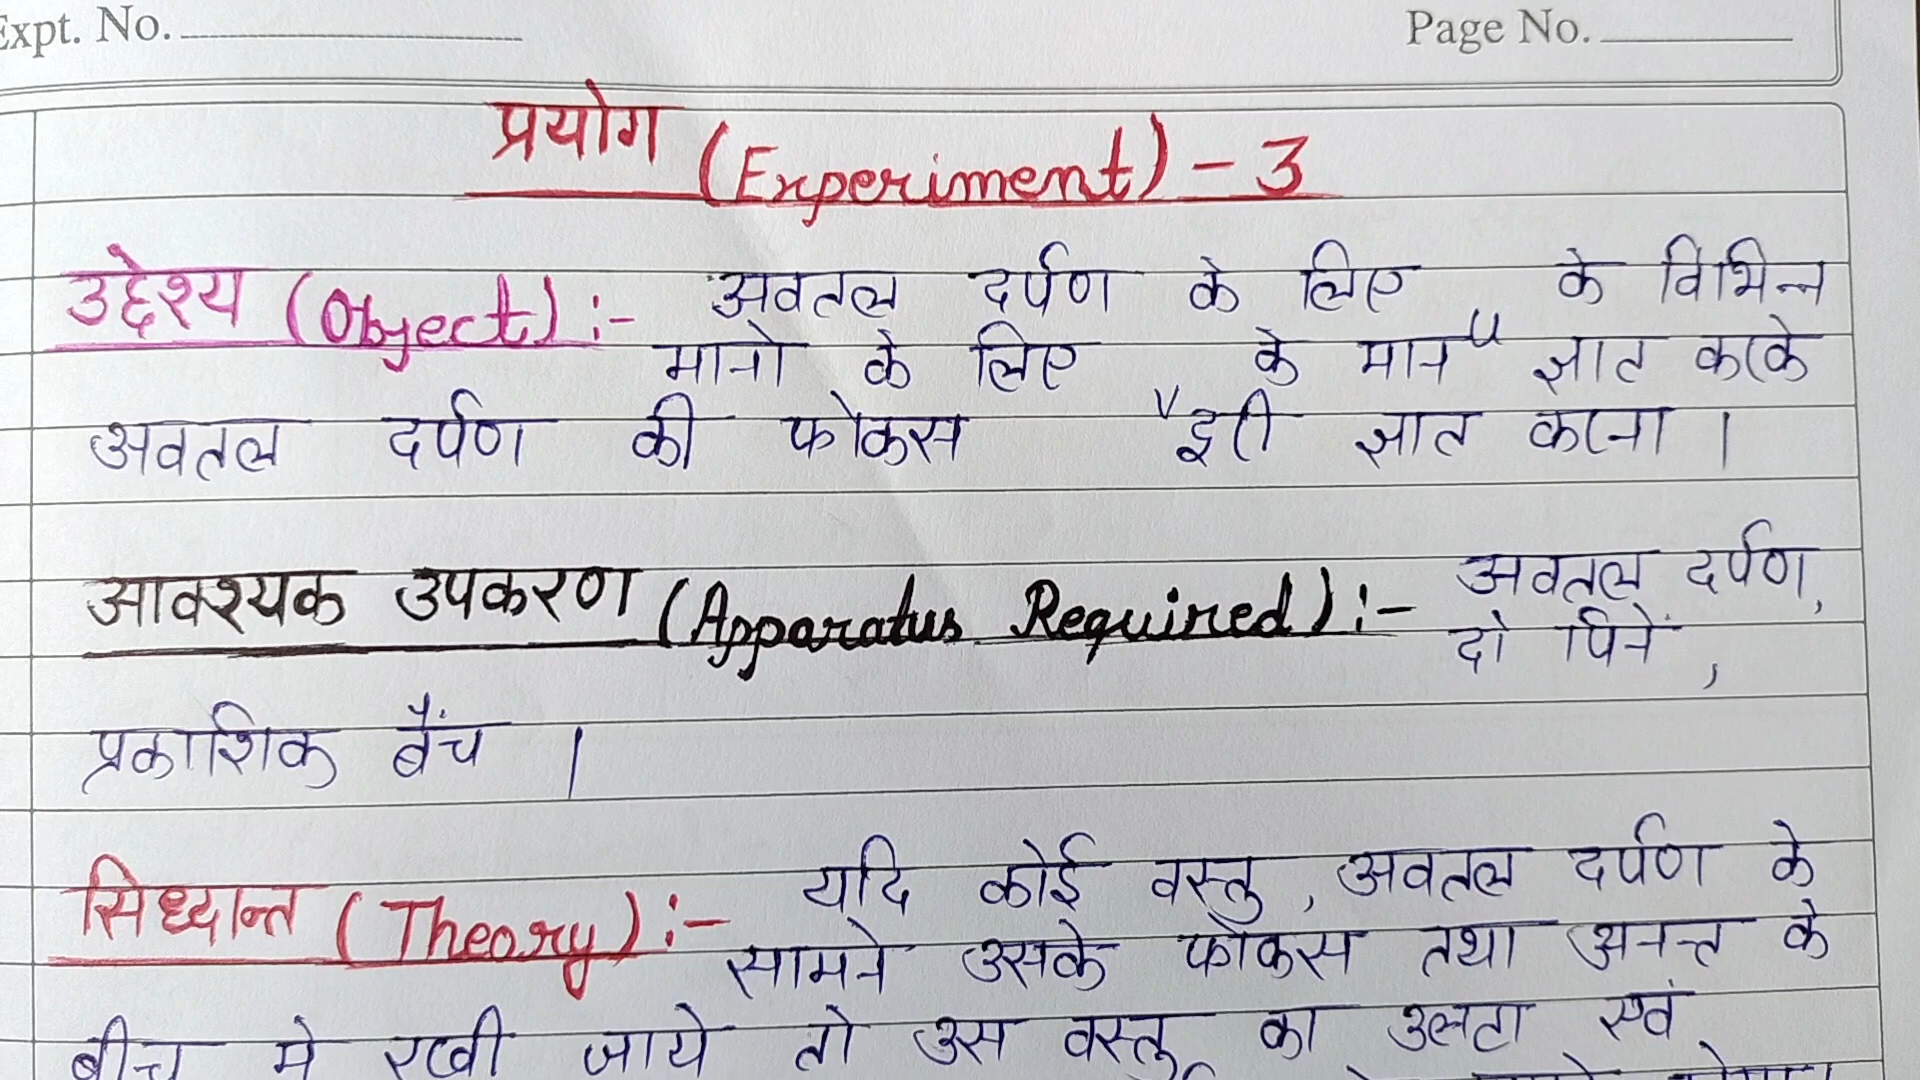 Expt. No.
Page No.
प्रयोग (Experiment) - 3
उद्देश्य (Object) :- अवतल दर्पण के लिए u के विभिन्न
मानो के लिए v के मान ज्ञात करके
अवतल दर्पण की फोकस दूरी ज्ञात करना ।
आवश्यक उपकरण (Apparatus Required) :- अवतल दर्पण,
दो पिनें,
प्रकाशिक बैंच ।
सिध्दान्त (Theory) :- यदि कोई वस्तु, अवतल दर्पण के
सामने उसके फोकस तथा अनन्त के
बीच मे रखी जाये तो उस वस्तु का उलटा एवं